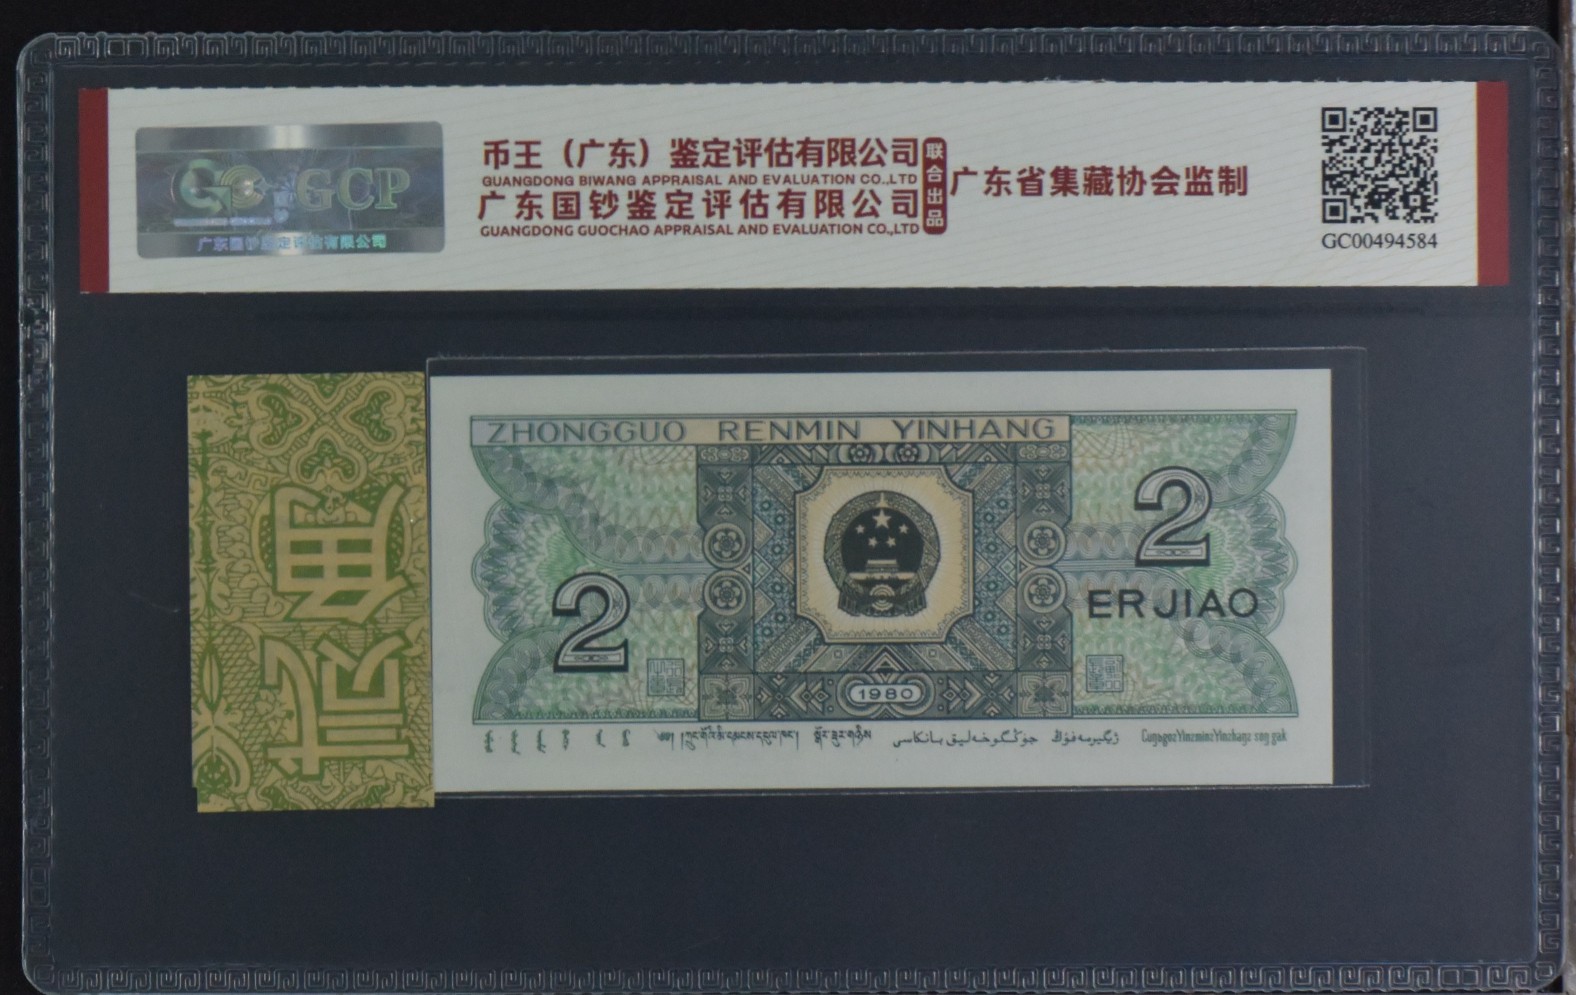 GCP
广东国钞鉴定评估有限公司
币王（广东）鉴定评估有限公司
GUANGDONG BIWANG APPRAISAL AND EVALUATION CO.,LTD
广东国钞鉴定评估有限公司
GUANGDONG GUOCHAO APPRAISAL AND EVALUATION CO.,LTD
联合出品
广东省集藏协会监制
GC00494584
ZHONGGUO RENMIN YINHANG
2
ERJIAO
2
1980
贰圆